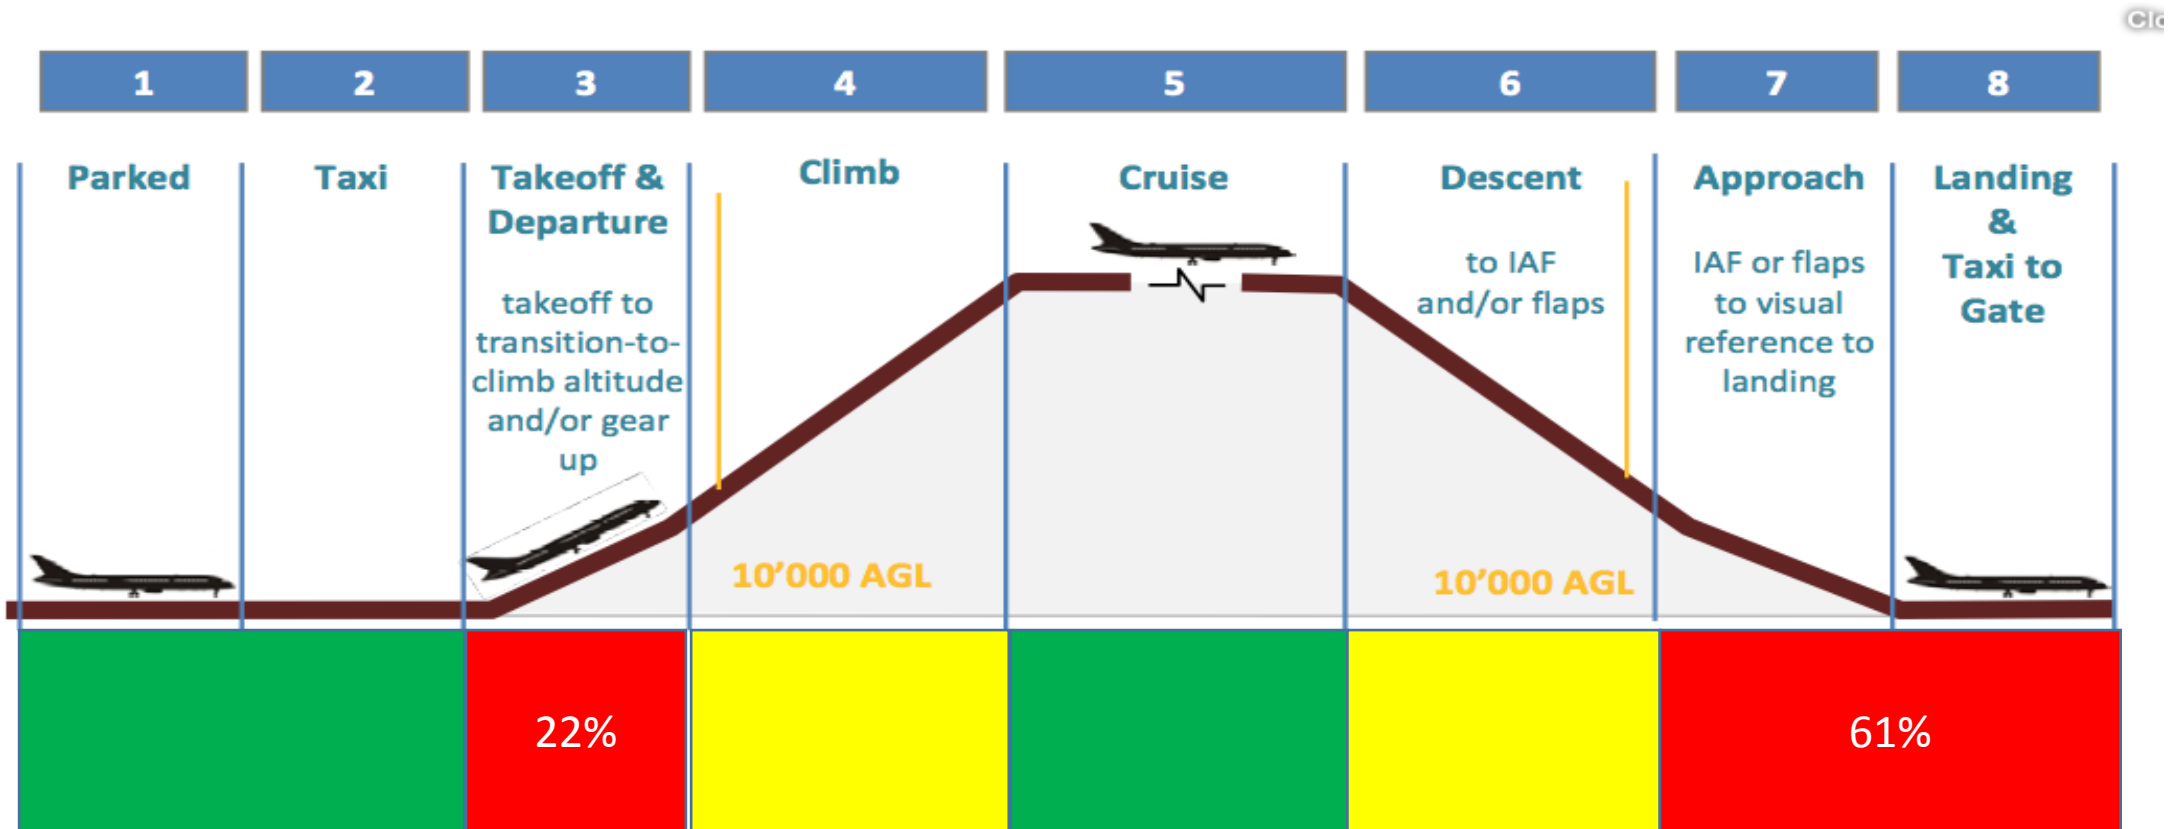 1
2
3
4
5
6
7
8
Parked
Taxi
Takeoff &
Departure
takeoff to
transition-to-
climb altitude
and/or gear
up
Climb
Cruise
Descent
to IAF
and/or flaps
Approach
IAF or flaps
to visual
reference to
landing
Landing
&
Taxi to
Gate
10’000 AGL
10’000 AGL
22%
61%